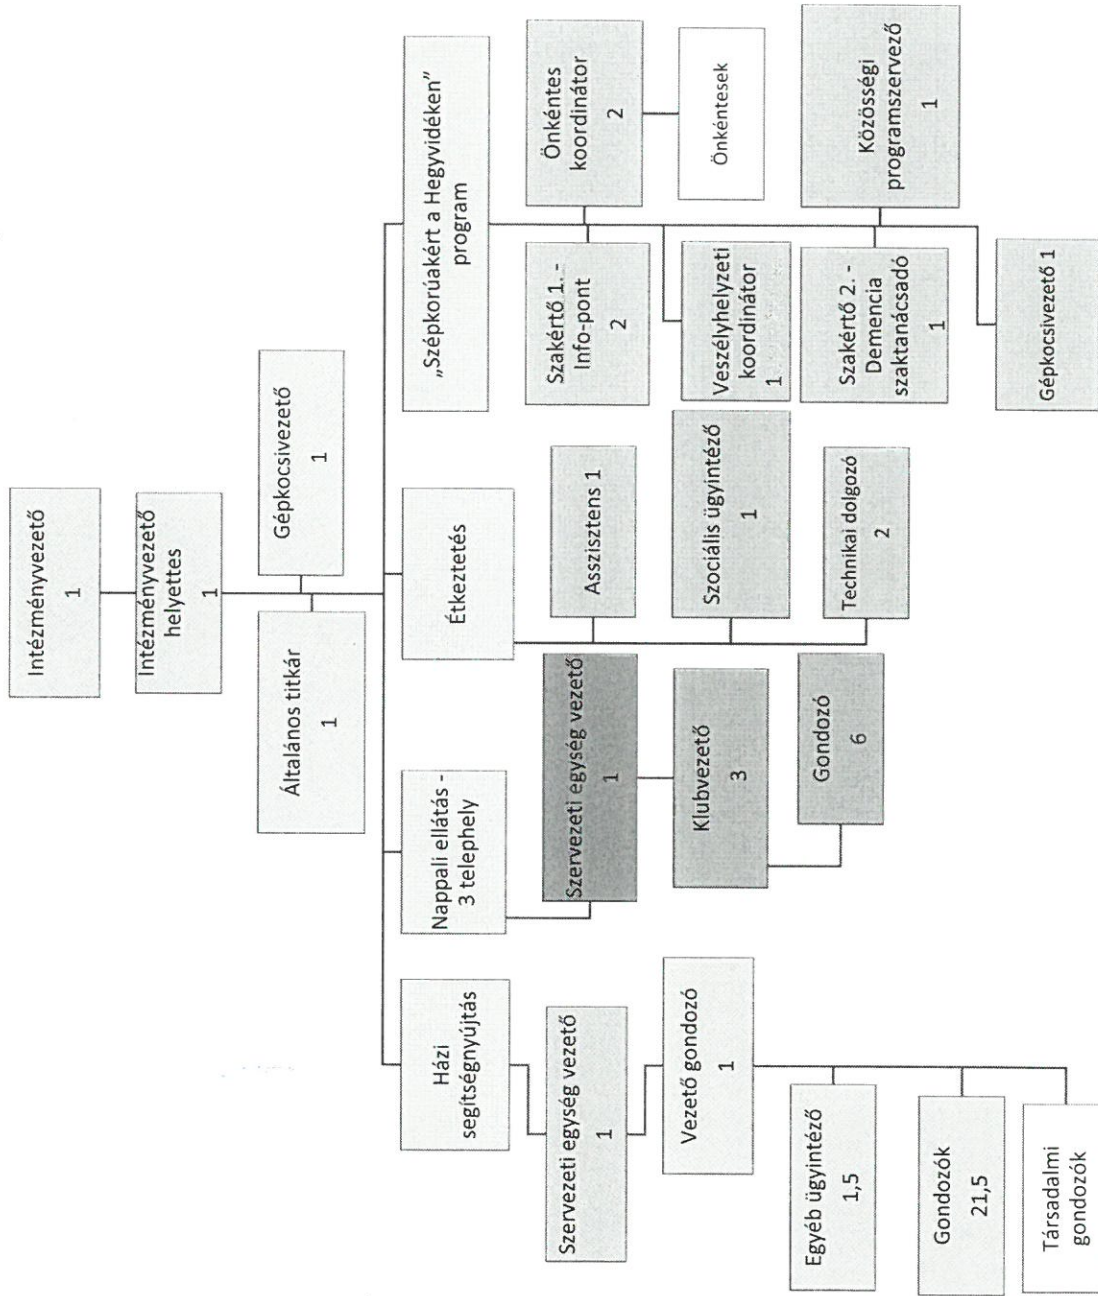 Intézményvezető
1
Intézményvezető
helyettes
1
Általános titkár
1
Gépkocsivezető
1
Házi
segítségnyújtás
Szervezeti egység vezető
1
Vezető gondozó
1
Egyéb ügyintéző
1,5
Gondozók
21,5
Társadalmi
gondozók
Nappali ellátás -
3 telephely
Szervezeti egység vezető
1
Klubvezető
3
Gondozó
6
Étkeztetés
Asszisztens 1
Szociális ügyintéző
1
Technikai dolgozó
2
„Szépkorúakért a Hegyvidéken”
program
Szakértő 1. -
Info-pont
2
Önkéntes
koordinátor
2
Önkéntesek
Veszélyhelyzeti
koordinátor
1
Szakértő 2. -
Demencia
szaktanácsadó
1
Közösségi
programszervező
1
Gépkocsivezető 1